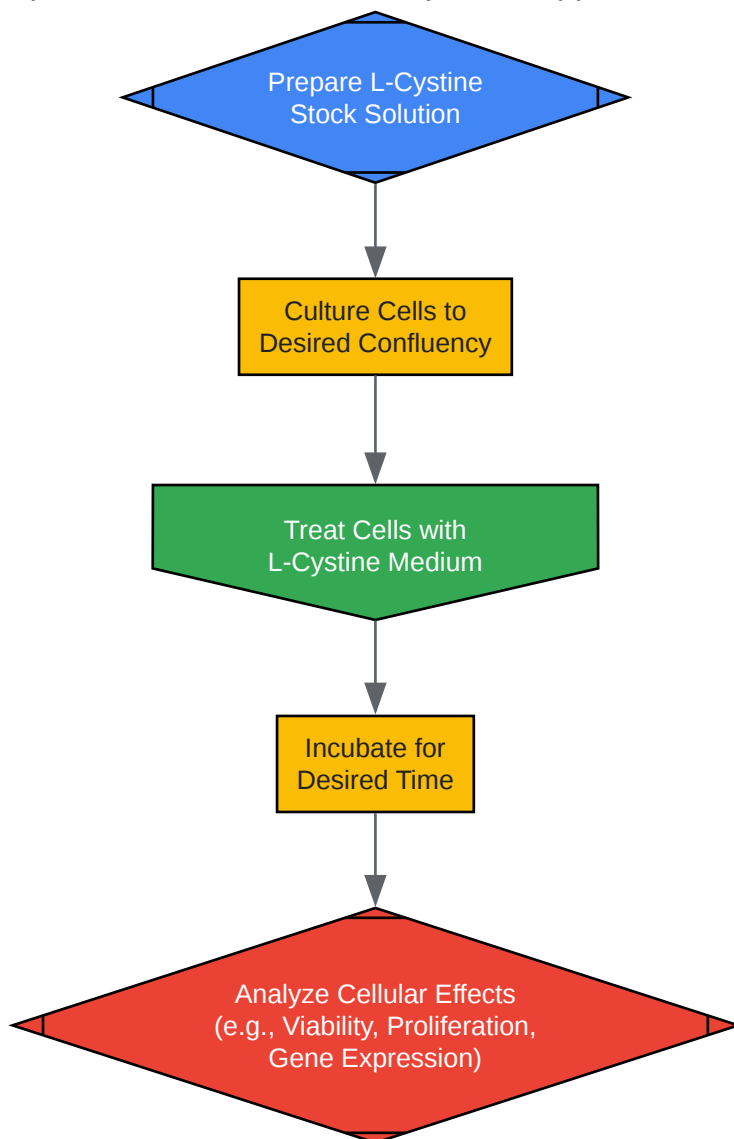 Prepare L-Cystine
Stock Solution
Culture Cells to
Desired Confluency
Treat Cells with
L-Cystine Medium
Incubate for
Desired Time
Analyze Cellular Effects
(e.g., Viability, Proliferation,
Gene Expression)